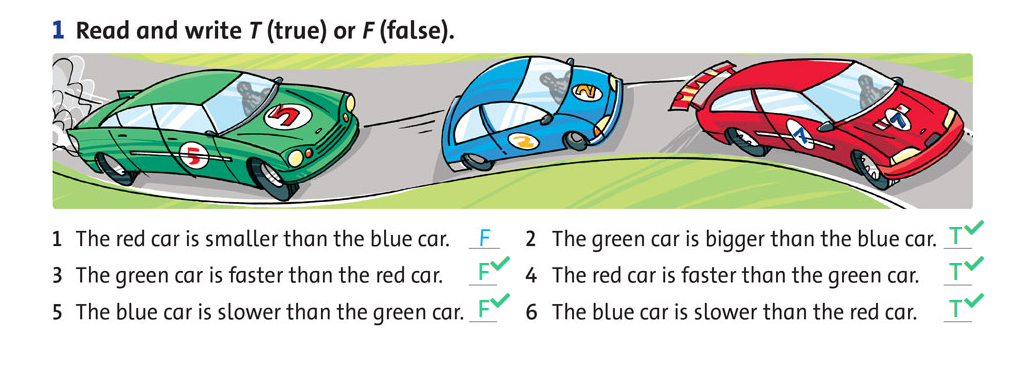 1 Read and write T (true) or F (false).
5 5 2 2 7 7
1 The red car is smaller than the blue car. F 2 The green car is bigger than the blue car. T
3 The green car is faster than the red car. F 4 The red car is faster than the green car. T
5 The blue car is slower than the green car. F 6 The blue car is slower than the red car. T